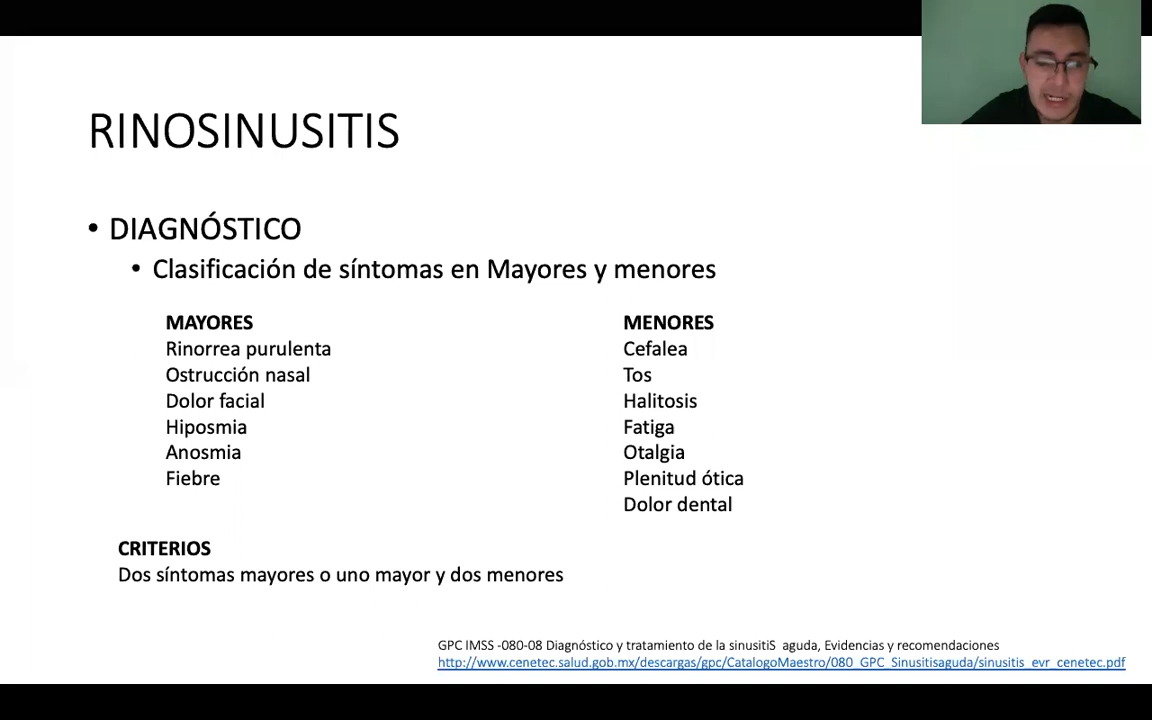 RINOSINUSITIS
• DIAGNÓSTICO
• Clasificación de síntomas en Mayores y menores
MAYORES
Rinorrea purulenta
Ostrucción nasal
Dolor facial
Hiposmia
Anosmia
Fiebre
MENORES
Cefalea
Tos
Halitosis
Fatiga
Otalgia
Plenitud ótica
Dolor dental
CRITERIOS
Dos síntomas mayores o uno mayor y dos menores
GPC IMSS -080-08 Diagnóstico y tratamiento de la sinusitiS aguda, Evidencias y recomendaciones
http://www.cenetec.salud.gob.mx/descargas/gpc/CatalogoMaestro/080_GPC_Sinusitisaguda/sinusitis_evr_cenetec.pdf